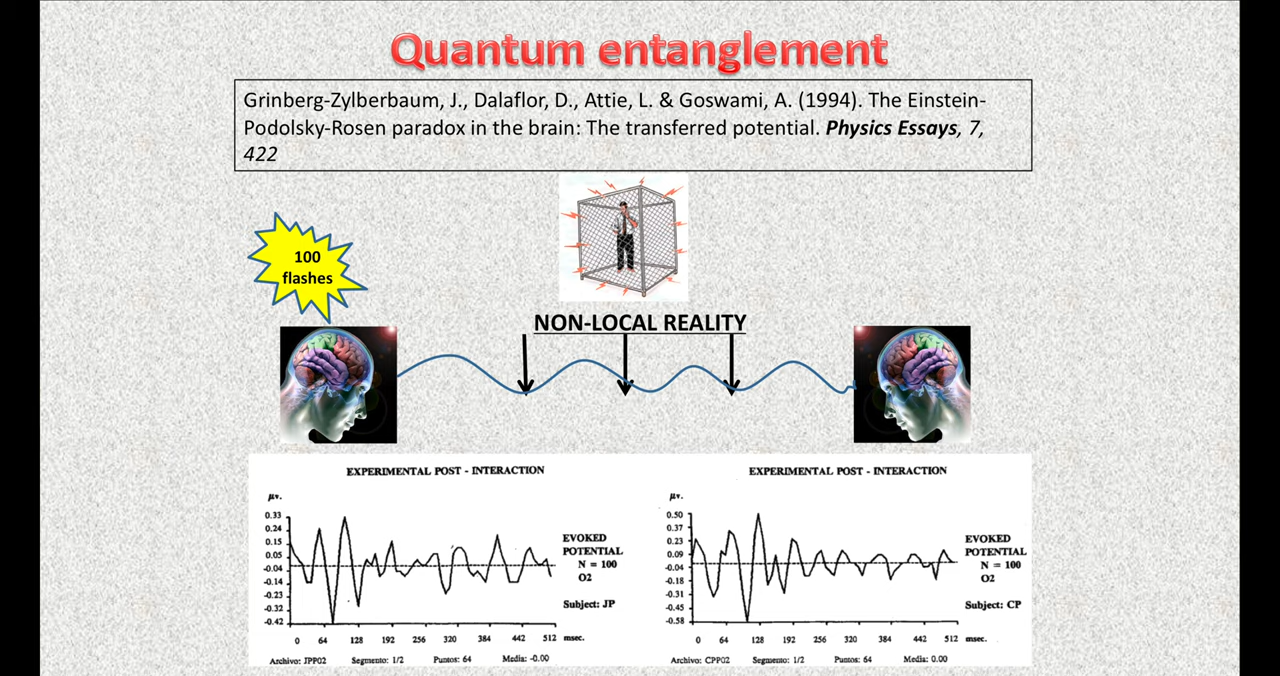 Quantum entanglement
Grinberg-Zylberbaum, J., Dalaflor, D., Attie, L. & Goswami, A. (1994). The Einstein-
Podolsky-Rosen paradox in the brain: The transferred potential. Physics Essays, 7,
422
100
flashes
NON-LOCAL REALITY
EXPERIMENTAL POST - INTERACTION
μv.
0.33
0.24
0.15
0.05
-0.04
-0.14
-0.23
-0.32
-0.42
EVOKED
POTENTIAL
N = 100
O2
Subject: JP
0 64 128 192 256 320 384 442 512 msec.
Archivo: JPP02 Segmento: 1/2 Puntos: 64 Media: -0.00
EXPERIMENTAL POST - INTERACTION
μv.
0.50
0.37
0.23
0.09
-0.04
-0.18
-0.31
-0.45
-0.58
EVOKED
POTENTIAL
N = 100
O2
Subject: CP
0 64 128 192 256 320 384 442 512 msec.
Archivo: CPP02 Segmento: 1/2 Puntos: 64 Media: 0.00